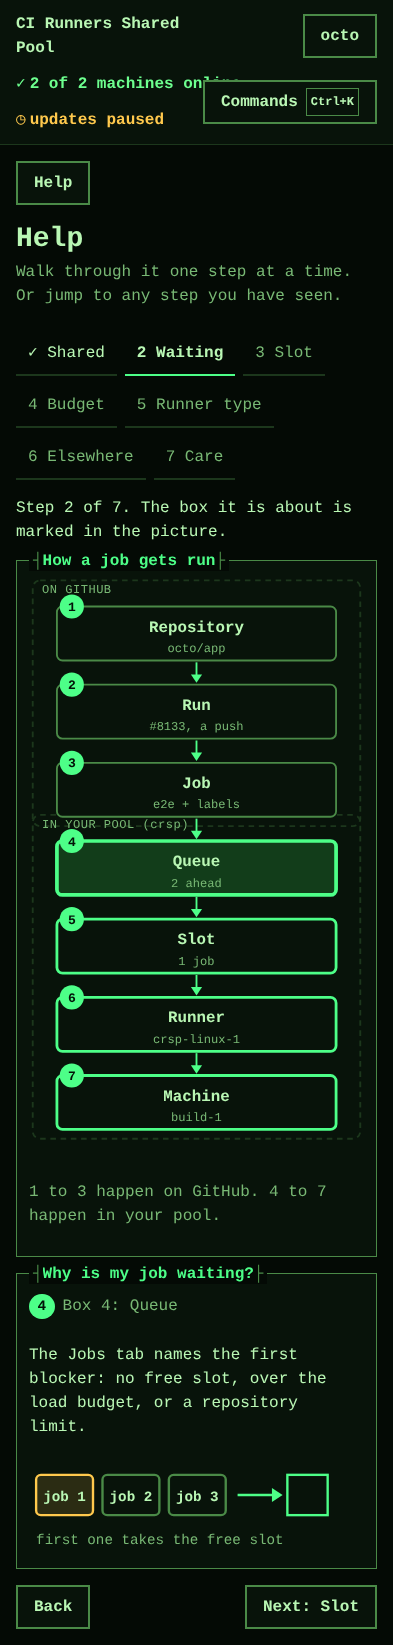 CI Runners Shared
Pool
octo
✓ 2 of 2 machines online
Commands Ctrl+K
updates paused
Help
Help
Walk through it one step at a time.
Or jump to any step you have seen.
✓ Shared 2 Waiting 3 Slot
4 Budget 5 Runner type
6 Elsewhere 7 Care
Step 2 of 7. The box it is about is
marked in the picture.
How a job gets run
ON GITHUB
1
Repository
octo/app
2
Run
#8133, a push
3
Job
e2e + labels
IN YOUR POOL (crsp)
4
Queue
2 ahead
5
Slot
1 job
6
Runner
crsp-linux-1
7
Machine
build-1
1 to 3 happen on GitHub. 4 to 7
happen in your pool.
Why is my job waiting?
4 Box 4: Queue
The Jobs tab names the first
blocker: no free slot, over the
load budget, or a repository
limit.
job 1 job 2 job 3
first one takes the free slot
Back Next: Slot